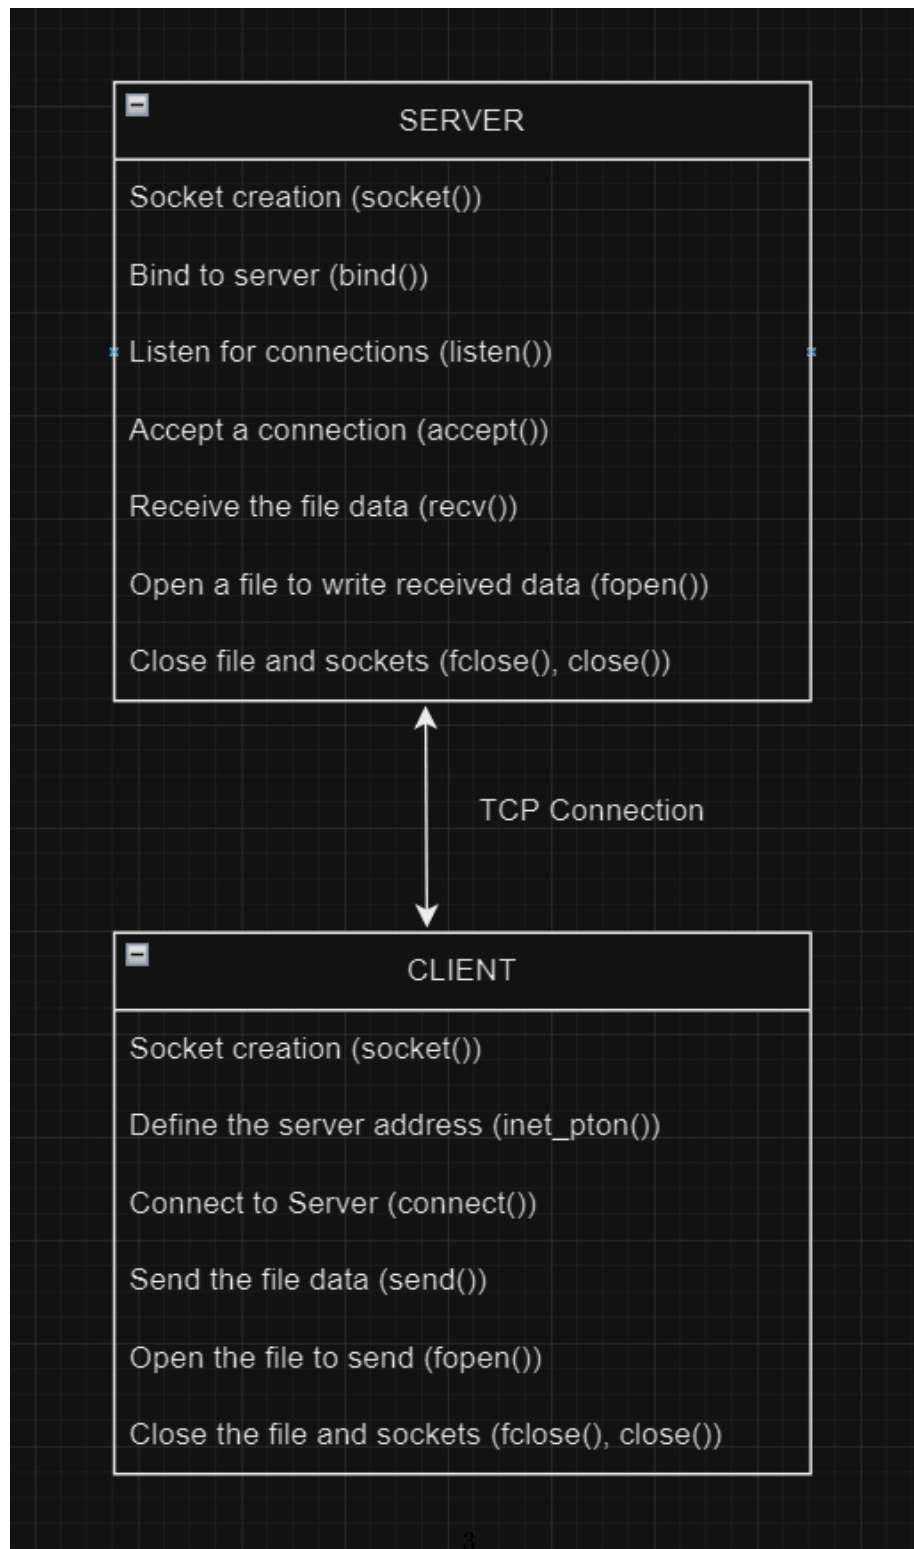 SERVER
Socket creation (socket())
Bind to server (bind())
Listen for connections (listen())
Accept a connection (accept())
Receive the file data (recv())
Open a file to write received data (fopen())
Close file and sockets (fclose(), close())
TCP Connection
CLIENT
Socket creation (socket())
Define the server address (inet_pton())
Connect to Server (connect())
Send the file data (send())
Open the file to send (fopen())
Close the file and sockets (fclose(), close())
3